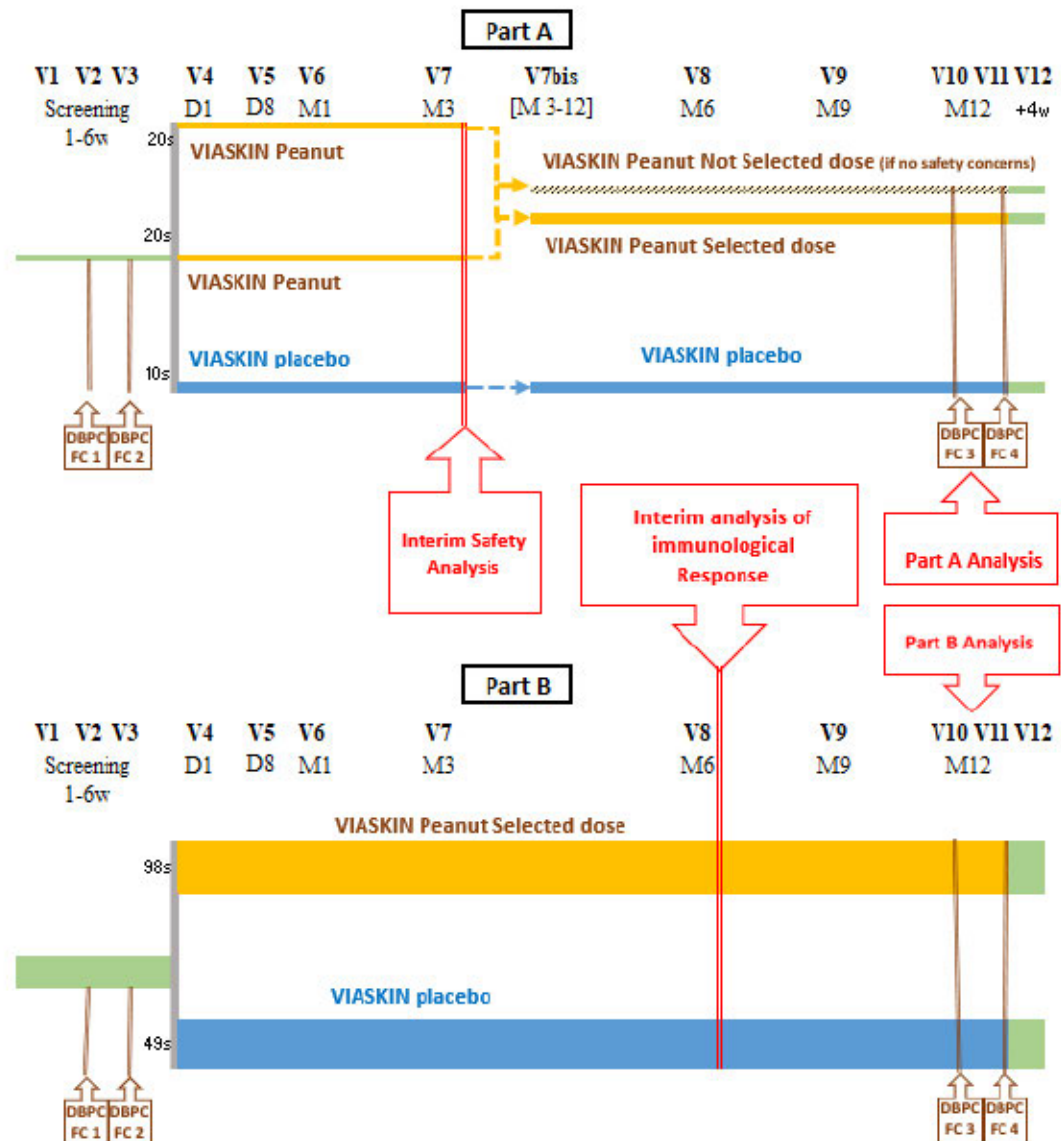 Part A
V1 V2 V3 V4 V5 V6 V7 V7bis V8 V9 V10 V11 V12
Screening D1 D8 M1 M3 [M 3-12] M6 M9 M12 +4w
1-6w
20s
VIASKIN Peanut
VIASKIN Peanut Not Selected dose (if no safety concerns)
20s
VIASKIN Peanut Selected dose
VIASKIN Peanut
VIASKIN placebo
VIASKIN placebo
10s
DBPC
FC 1
DBPC
FC 2
DBPC
FC 3
DBPC
FC 4
Interim Safety
Analysis
Interim analysis of
immunological
Response
Part A Analysis
Part B Analysis
Part B
V1 V2 V3 V4 V5 V6 V7 V8 V9 V10 V11 V12
Screening D1 D8 M1 M3 M6 M9 M12
1-6w
VIASKIN Peanut Selected dose
98s
VIASKIN placebo
49s
DBPC
FC 1
DBPC
FC 2
DBPC
FC 3
DBPC
FC 4